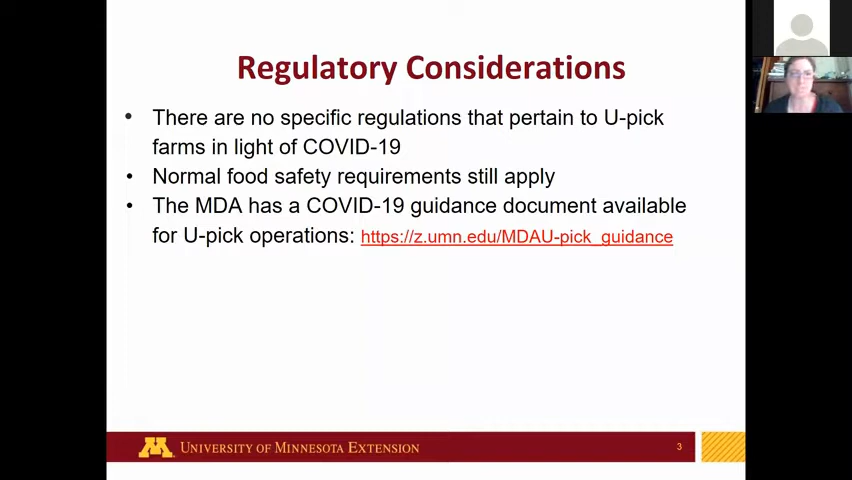 Regulatory Considerations
• There are no specific regulations that pertain to U-pick
farms in light of COVID-19
• Normal food safety requirements still apply
• The MDA has a COVID-19 guidance document available
for U-pick operations: https://z.umn.edu/MDAU-pick_guidance
M UNIVERSITY OF MINNESOTA EXTENSION
3